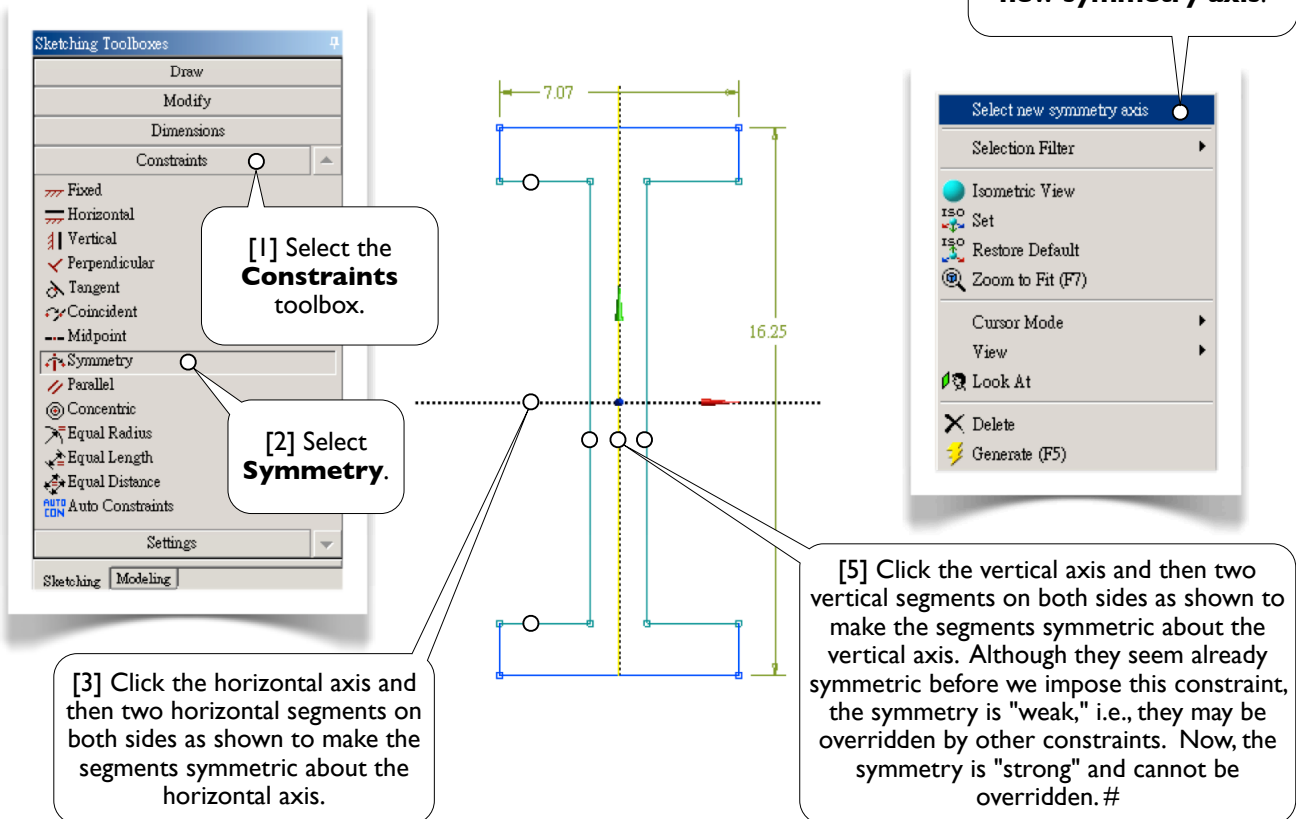 new symmetry axis.
Sketching Toolboxes
Draw
Modify
Dimensions
Constraints
Fixed
Horizontal
Vertical
Perpendicular
Tangent
Coincident
Midpoint
Symmetry
Parallel
Concentric
Equal Radius
Equal Length
Equal Distance
AUTO
CON
Auto Constraints
Settings
Sketching
Modeling
[1] Select the
Constraints
toolbox.
[2] Select
Symmetry.
7.07
16.25
Select new symmetry axis
Selection Filter
Isometric View
ISO
Set
ISO
Restore Default
Zoom to Fit (F7)
Cursor Mode
View
Look At
Delete
Generate (F5)
[3] Click the horizontal axis and
then two horizontal segments on
both sides as shown to make the
segments symmetric about the
horizontal axis.
[5] Click the vertical axis and then two
vertical segments on both sides as shown to
make the segments symmetric about the
vertical axis. Although they seem already
symmetric before we impose this constraint,
the symmetry is "weak," i.e., they may be
overridden by other constraints. Now, the
symmetry is "strong" and cannot be
overridden. #